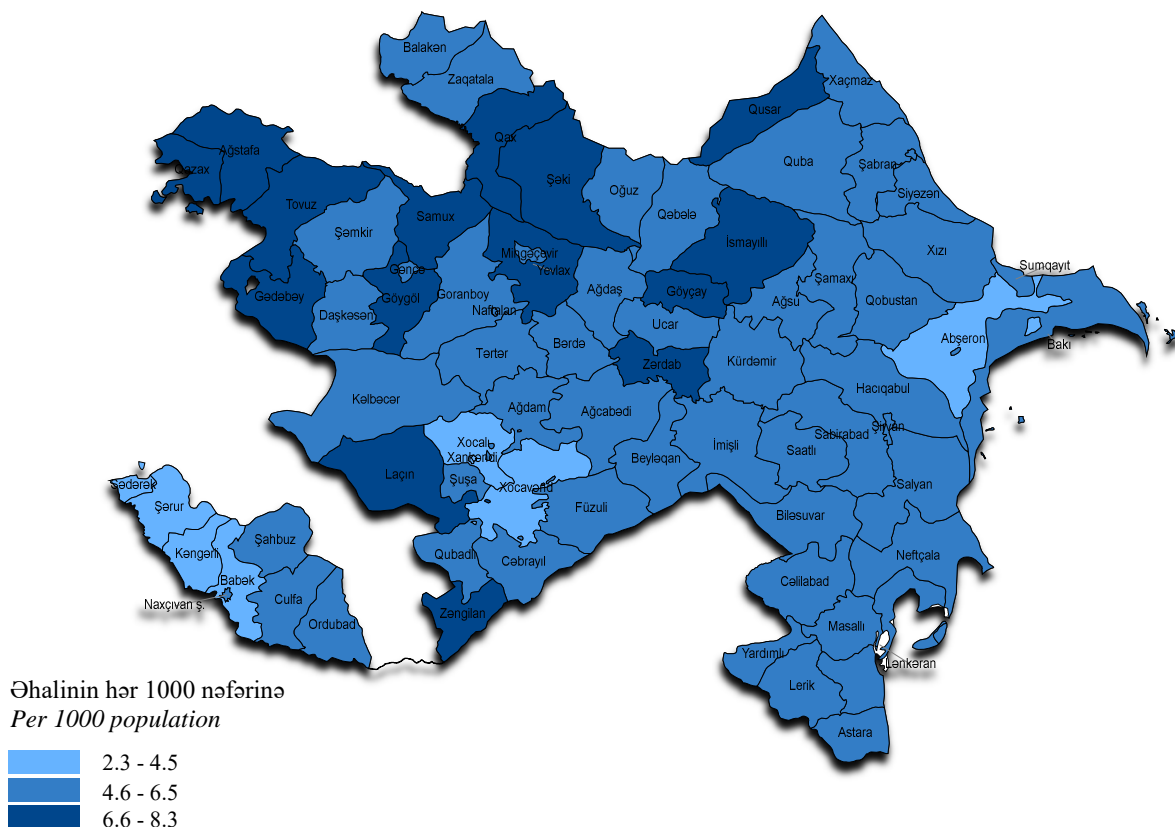 Balakən
Zaqatala
Xaçmaz
Qusar
Qax
Ağstafa
Qazax
Quba
Şabran
Şəki
Siyəzən
Oğuz
Tovuz
Samux
Qəbələ
Şəmkir
İsmayıllı
Xızı
Mingəçevir
Sumqayıt
Gəncə
Yevlax
Şamaxı
Gədəbəy
Göygöl
Goranboy
Ağdaş
Göyçay
Qobustan
Ağsu
Naftalan
Daşkəsən
Ucar
Abşeron
Bakı
Tərtər
Bərdə
Zərdab
Kürdəmir
Hacıqabul
Kəlbəcər
Ağdam
Ağcabədi
Şirvan
Sabirabad
Xocalı
Xankəndi
İmişli
Saatlı
Beyləqan
Laçın
Şuşa
Salyan
Sədərək
Xocavənd
Şərur
Füzuli
Biləsuvar
Şahbuz
Kəngərli
Qubadlı
Cəbrayıl
Neftçala
Babək
Cəlilabad
Culfa
Naxçıvan ş.
Zəngilan
Ordubad
Masallı
Yardımlı
Lənkəran
Lerik
Astara
Əhalinin hər 1000 nəfərinə
Per 1000 population
2.3 - 4.5
4.6 - 6.5
6.6 - 8.3